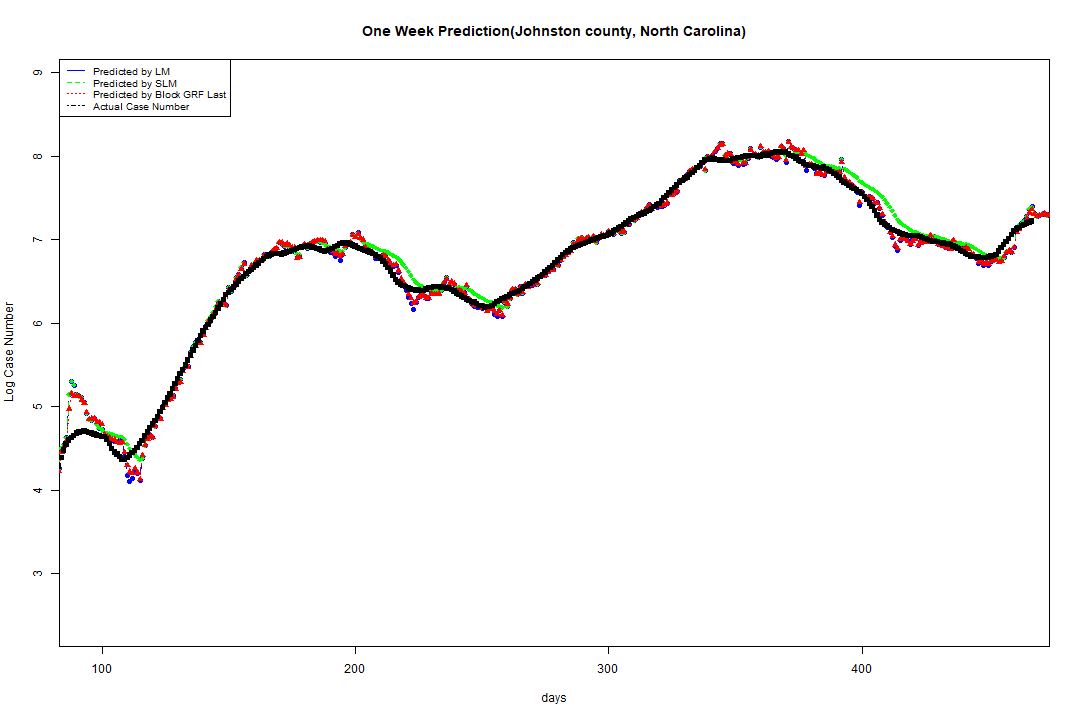 One Week Prediction(Johnston county, North Carolina)
Predicted by LM
Predicted by SLM
Predicted by Block GRF Last
Actual Case Number
9
8
7
6
5
4
3
Log Case Number
100 200 300 400
days